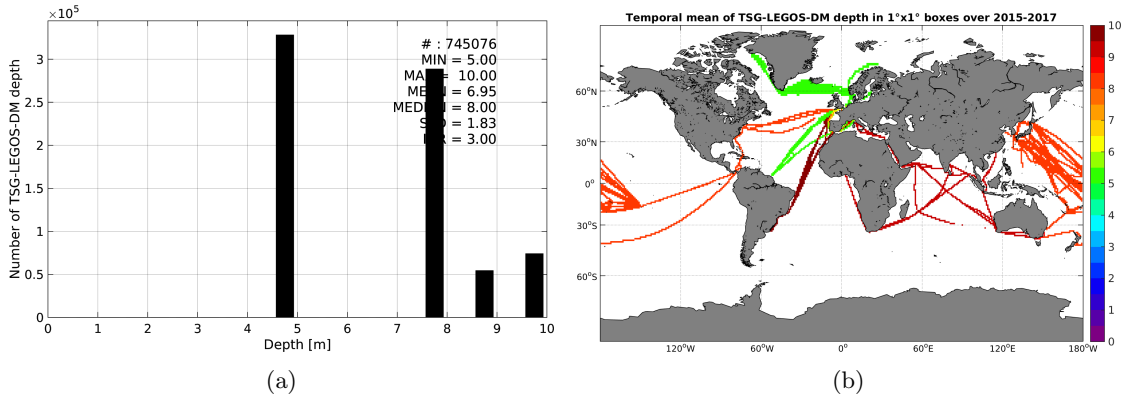 ×10^5
# : 745076
MIN = 5.00
= 10.00
= 6.95
= 8.00
= 1.83
= 3.00
3
2.5
2
1.5
1
0.5
0
Number of TSG-LEGOS-DM depth
0 1 2 3 4 5 6 7 8 9 10
Depth [m]
(a)
Temporal mean of TSG-LEGOS-DM depth in 1°x1° boxes over 2015-2017
60°N
30°N
0°
30°S
60°S
120°W 60°W 0° 60°E 120°E 180°W
10
9
8
7
6
5
4
3
2
1
0
(b)